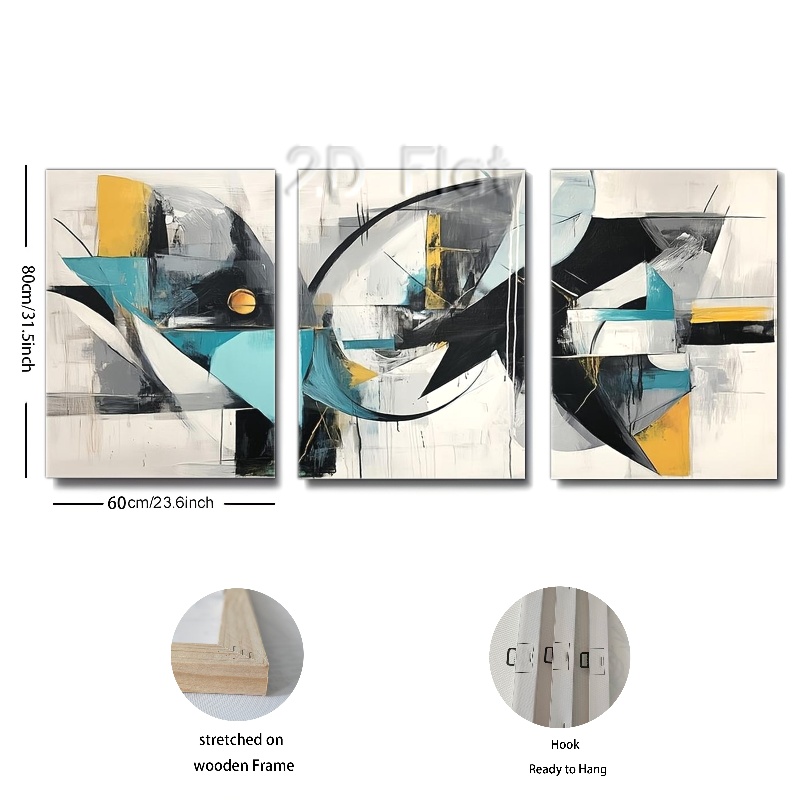 2D Flat
80cm/31.5inch
60cm/23.6inch
stretched on
wooden Frame
Hook
Ready to Hang